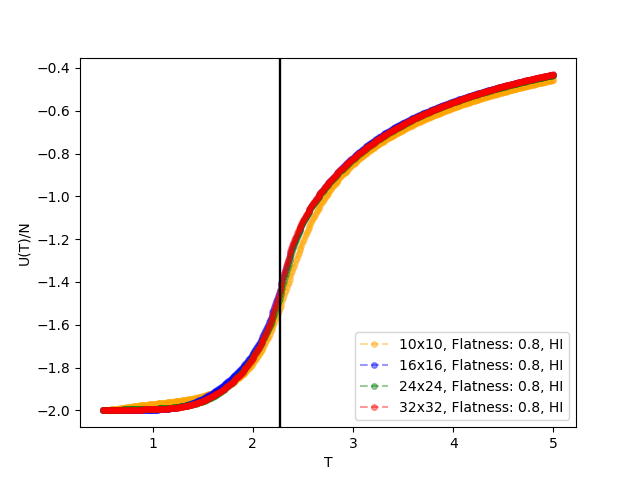 −0.4
−0.6
−0.8
−1.0
−1.2
−1.4
−1.6
−1.8
−2.0
U(T)/N
1 2 3 4 5
T
10x10, Flatness: 0.8, HI
16x16, Flatness: 0.8, HI
24x24, Flatness: 0.8, HI
32x32, Flatness: 0.8, HI